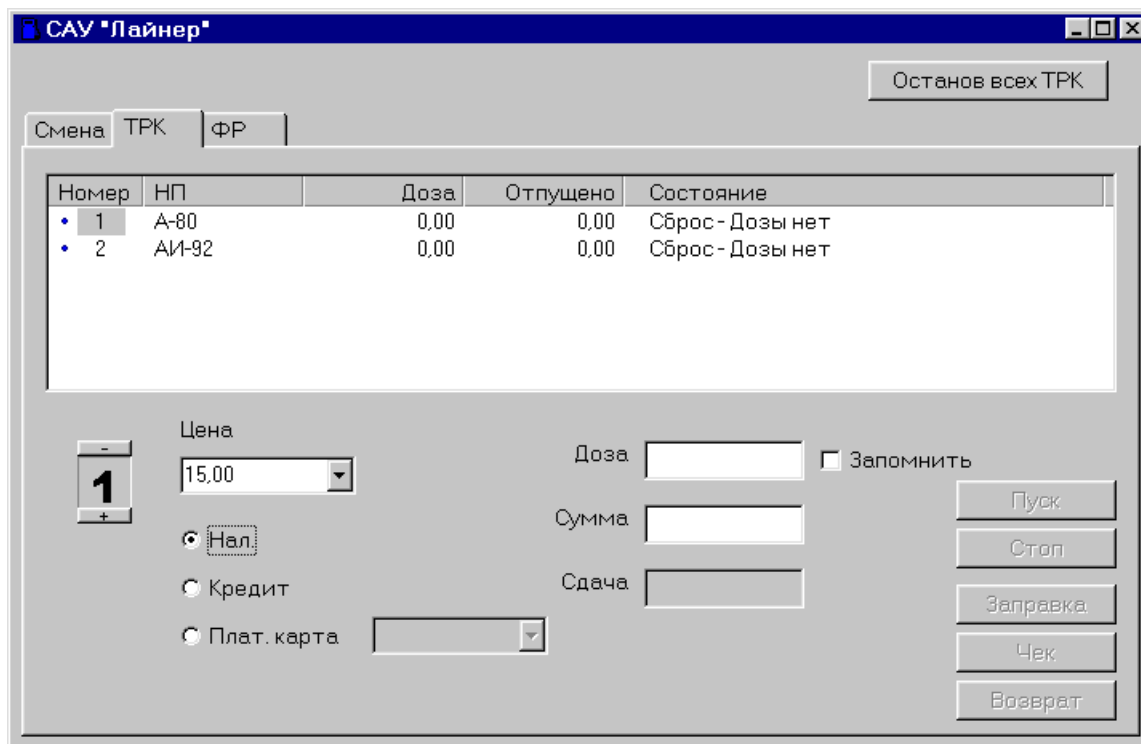 САУ "Лайнер"
Останов всех ТРК
Смена ТРК ФР
Номер НП Доза Отпущено Состояние
1 А-80 0,00 0,00 Сброс - Дозы нет
2 АИ-92 0,00 0,00 Сброс - Дозы нет
Цена
Доза Запомнить
-
15,00
1
Пуск
+
Сумма
Нал.
Стоп
Сдача
Кредит
Заправка
Плат. карта
Чек
Возврат